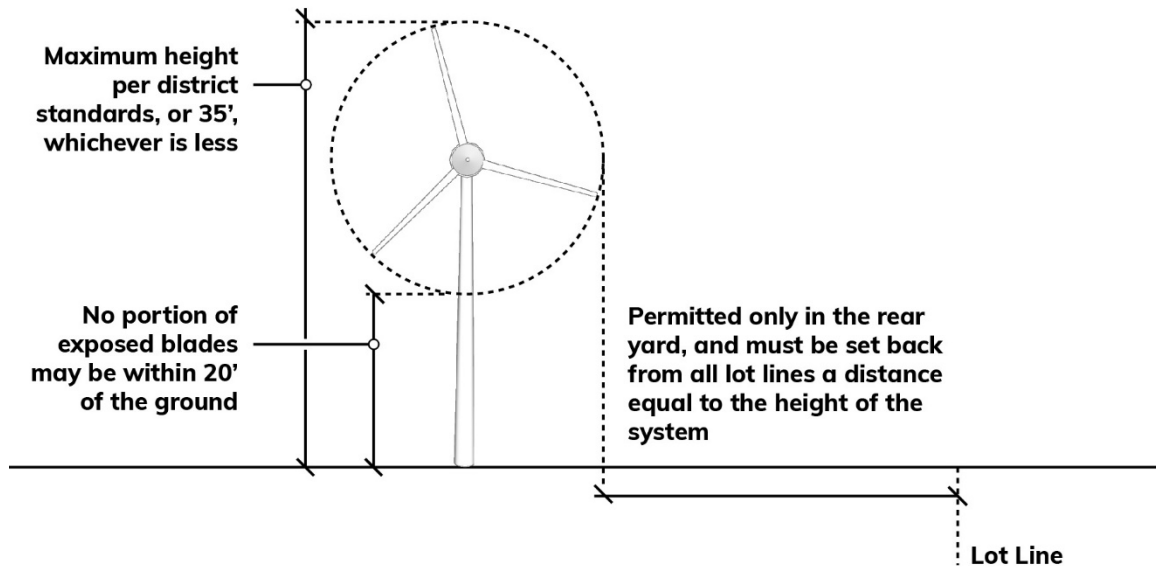 Maximum height
per district
standards, or 35’,
whichever is less
No portion of
exposed blades
may be within 20’
of the ground
Permitted only in the rear
yard, and must be set back
from all lot lines a distance
equal to the height of the
system
Lot Line